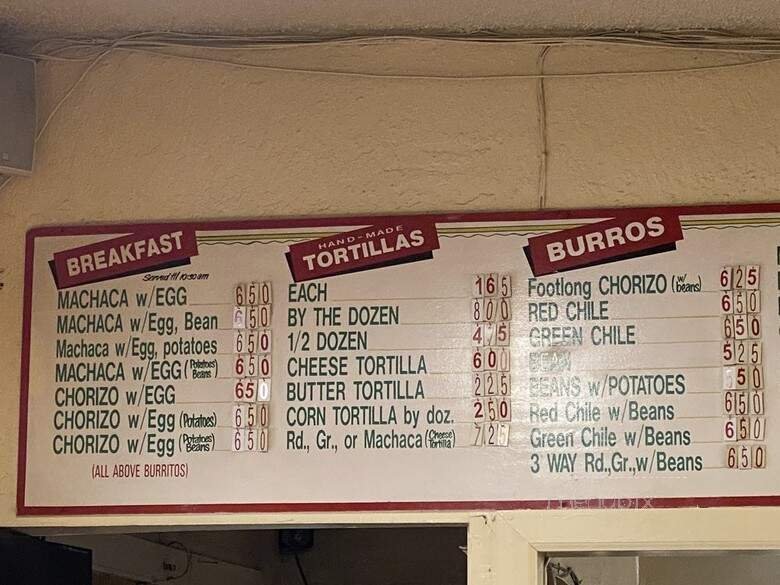 BREAKFAST
Served til 10:30 am
MACHACA w/EGG 650
MACHACA w/Egg, Bean 650
Machaca w/Egg, potatoes 650
MACHACA w/EGG (Potatoes Beans) 650
CHORIZO w/EGG 650
CHORIZO w/Egg (Potatoes) 650
CHORIZO w/Egg (Potatoes Beans) 650
(ALL ABOVE BURRITOS)
HAND-MADE
TORTILLAS
EACH 165
BY THE DOZEN 800
1/2 DOZEN 475
CHEESE TORTILLA 600
BUTTER TORTILLA 225
CORN TORTILLA by doz. 250
Rd., Gr., or Machaca (Cheese Tortilla) 725
BURROS
Footlong CHORIZO (w/ beans) 625
RED CHILE 650
GREEN CHILE 650
BEAN 525
BEANS w/POTATOES 550
Red Chile w/Beans 650
Green Chile w/Beans 650
3 WAY Rd.,Gr.,w/Beans 650